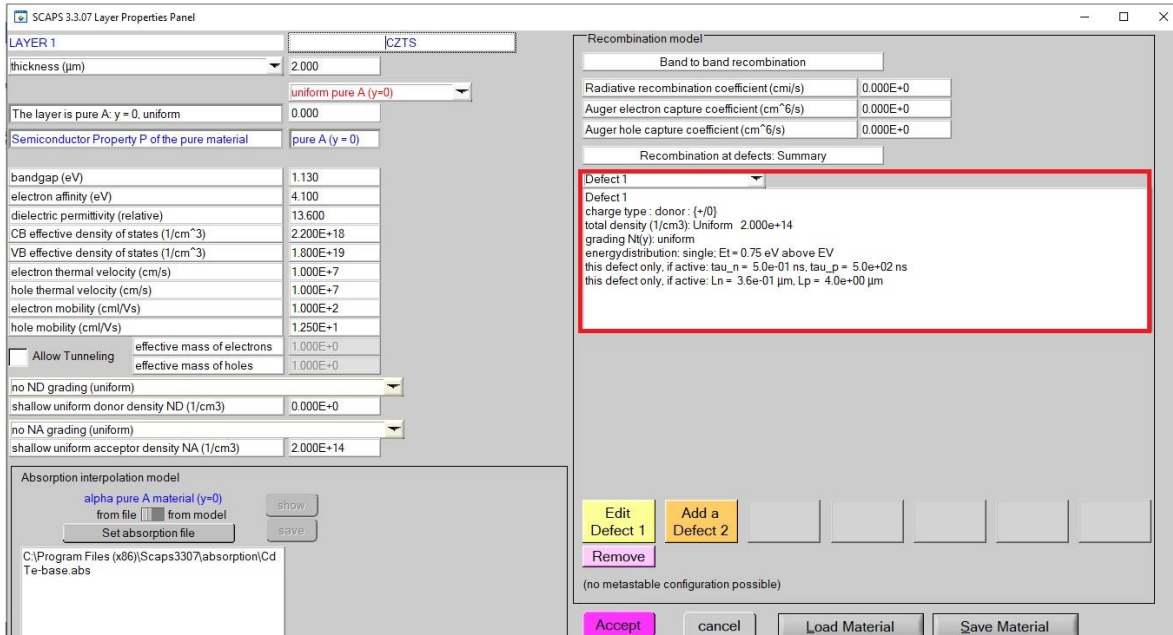 SCAPS 3.3.07 Layer Properties Panel
LAYER 1
CZTS
thickness (µm)
2.000
uniform pure A (y=0)
The layer is pure A: y = 0, uniform
0.000
Semiconductor Property P of the pure material
pure A (y = 0)
bandgap (eV)
1.130
electron affinity (eV)
4.100
dielectric permittivity (relative)
13.600
CB effective density of states (1/cm^3)
2.200E+18
VB effective density of states (1/cm^3)
1.800E+19
electron thermal velocity (cm/s)
1.000E+7
hole thermal velocity (cm/s)
1.000E+7
electron mobility (cml/Vs)
1.000E+2
hole mobility (cml/Vs)
1.250E+1
Allow Tunneling
effective mass of electrons
1.000E+0
effective mass of holes
1.000E+0
no ND grading (uniform)
shallow uniform donor density ND (1/cm3)
0.000E+0
no NA grading (uniform)
shallow uniform acceptor density NA (1/cm3)
2.000E+14
Absorption interpolation model
alpha pure A material (y=0)
from file
from model
show
Set absorption file
save
C:\Program Files (x86)\Scaps3307\absorption\Cd
Te-base.abs
Recombination model
Band to band recombination
Radiative recombination coefficient (cmi/s)
0.000E+0
Auger electron capture coefficient (cm^6/s)
0.000E+0
Auger hole capture coefficient (cm^6/s)
0.000E+0
Recombination at defects: Summary
Defect 1
Defect 1
charge type : donor : {+/0}
total density (1/cm3): Uniform 2.000e+14
grading Nt(y): uniform
energydistribution: single; Et = 0.75 eV above EV
this defect only, if active: tau_n = 5.0e-01 ns, tau_p = 5.0e+02 ns
this defect only, if active: Ln = 3.6e-01 µm, Lp = 4.0e+00 µm
Edit
Defect 1
Add a
Defect 2
Remove
(no metastable configuration possible)
Accept
cancel
Load Material
Save Material